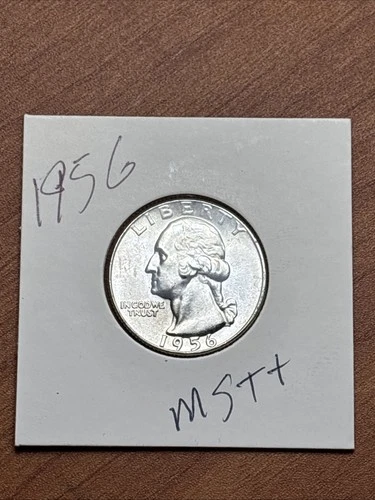 1956
LIBERTY
IN GOD WE
TRUST
1956
MS++